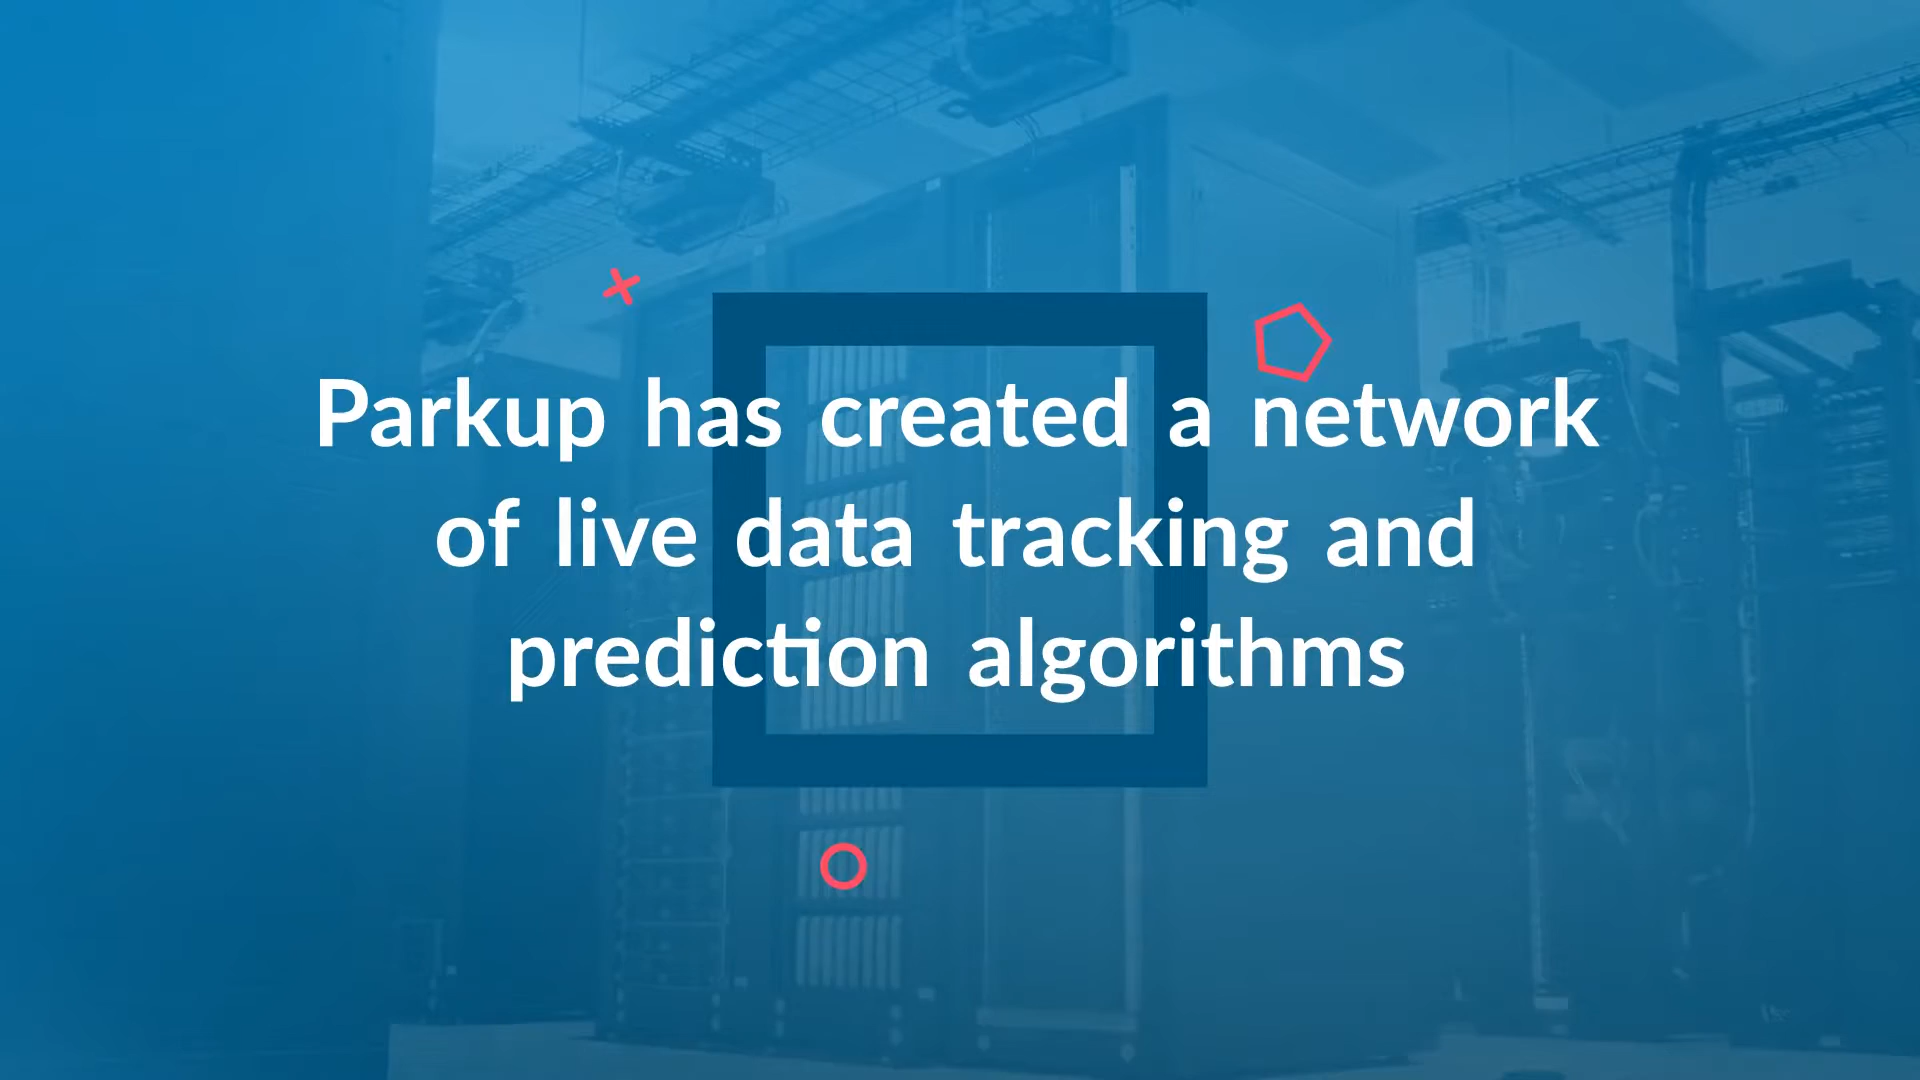 Parkup has created a network
of live data tracking and
prediction algorithms